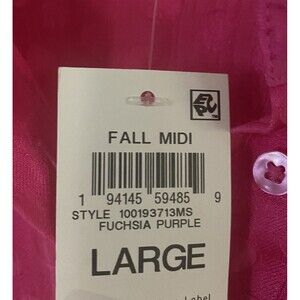 FALL MIDI
1 94145 59485 9
STYLE 100193713MS
FUCHSIA PURPLE
LARGE
Label